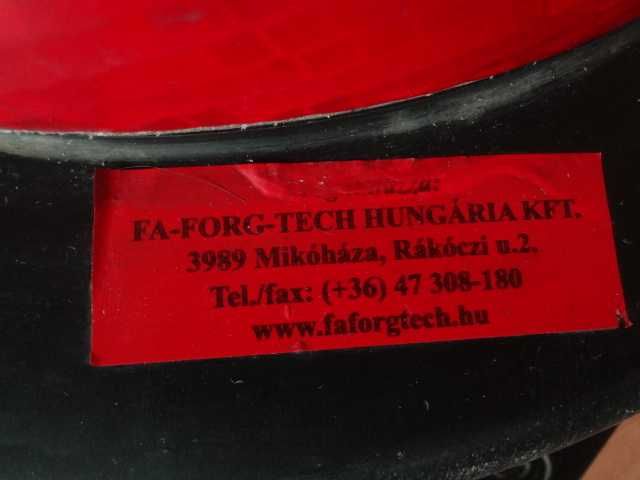 FA-FORG-TECH HUNGÁRIA KFT.
3989 Mikóháza, Rákóczi u.2.
Tel./fax: (+36) 47 308-180
www.faforgtech.hu